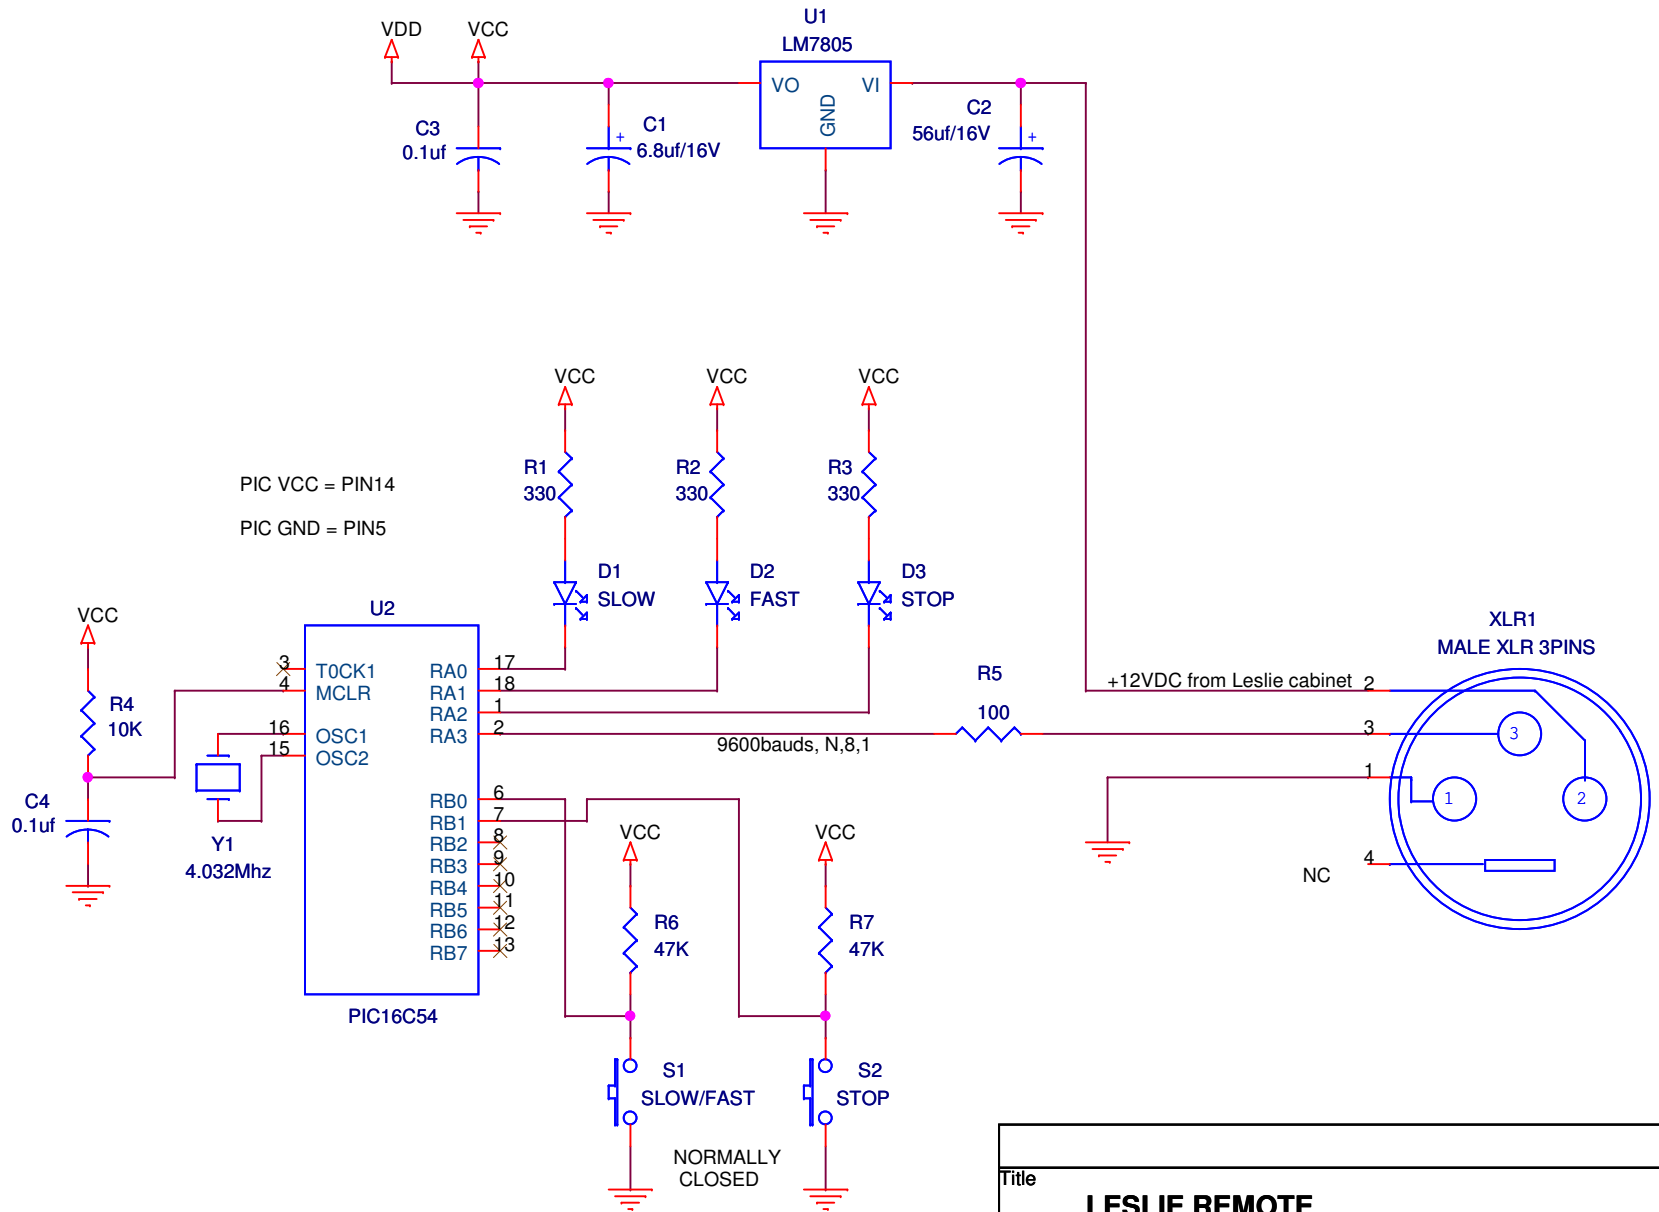 U1
LM7805
VDD
VCC
VO
VI
GND
C3
0.1uf
C1
+
6.8uf/16V
C2
56uf/16V
+
VCC
VCC
VCC
R1
330
R2
330
R3
330
PIC VCC = PIN14
PIC GND = PIN5
D1
SLOW
D2
FAST
D3
STOP
VCC
U2
XLR1
MALE XLR 3PINS
3
T0CK1
4
MCLR
16
OSC1
15
OSC2
RA0
17
RA1
18
RA2
1
RA3
2
R4
10K
R5
100
+12VDC from Leslie cabinet
2
3
1
4
NC
3
1
2
9600bauds, N,8,1
C4
0.1uf
Y1
4.032Mhz
RB0
6
RB1
7
RB2
8
RB3
9
RB4
10
RB5
11
RB6
12
RB7
13
PIC16C54
VCC
VCC
R6
47K
R7
47K
S1
SLOW/FAST
S2
STOP
NORMALLY
CLOSED
Title
LESLIE REMOTE